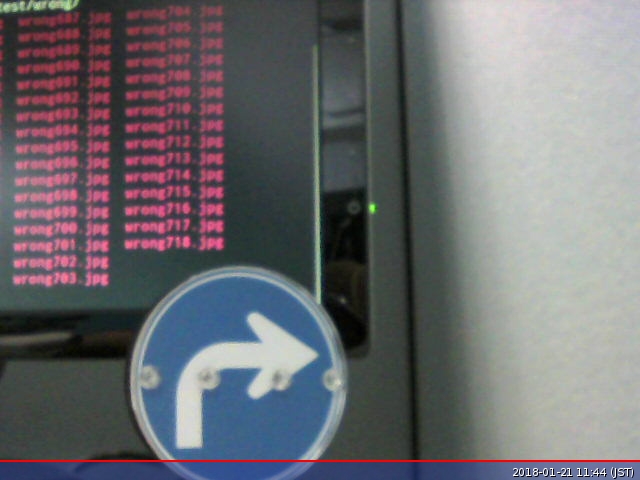 test/wrong/
wrong687.jpg wrong704.jpg
wrong688.jpg wrong705.jpg
wrong689.jpg wrong706.jpg
wrong690.jpg wrong707.jpg
wrong691.jpg wrong708.jpg
wrong692.jpg wrong709.jpg
wrong693.jpg wrong710.jpg
wrong694.jpg wrong711.jpg
wrong695.jpg wrong712.jpg
wrong696.jpg wrong713.jpg
wrong697.jpg wrong714.jpg
wrong698.jpg wrong715.jpg
wrong699.jpg wrong716.jpg
wrong700.jpg wrong717.jpg
wrong701.jpg wrong718.jpg
wrong702.jpg
wrong703.jpg
2018-01-21 11:44 (JST)